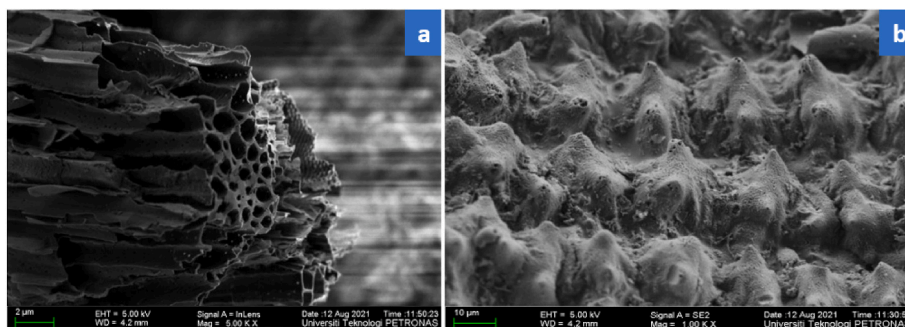 a
2 µm
EHT = 5.00 kV
WD = 4.2 mm
Signal A = InLens
Mag = 5.00 K X
Date :12 Aug 2021 Time :11:50:23
Universiti Teknologi PETRONAS
b
10 µm
EHT = 5.00 kV
WD = 4.2 mm
Signal A = SE2
Mag = 1.00 K X
Date :12 Aug 2021
Universiti Teknologi PETRONAS